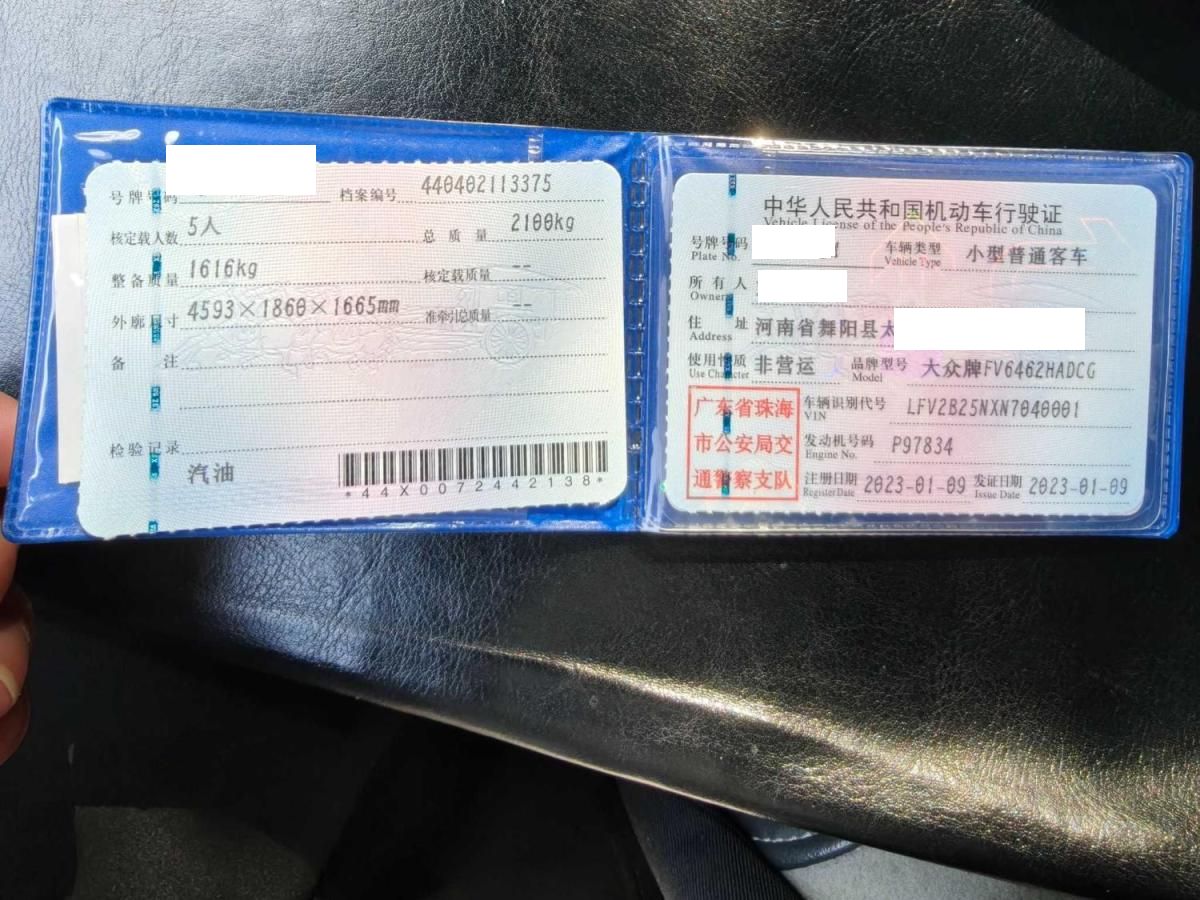 号牌号码 档案编号 440402113375
核定载人数 5人 总质量 2100kg
整备质量 1616kg 核定载质量 --
外廓尺寸 4593×1860×1665mm 准牵引总质量 --
备注
检验记录
汽油
*44X0072442138*
中华人民共和国机动车行驶证
Vehicle License of the People's Republic of China
号牌号码 车辆类型 小型普通客车
Plate No. Vehicle Type
所有人
Owner
住址 河南省舞阳县太
Address
使用性质 非营运 品牌型号 大众牌FV6462HADCG
Use Character Model
广东省珠海
市公安局交
通警察支队
车辆识别代号 LFV2B25NXN7040001
VIN
发动机号码 P97834
Engine No.
注册日期 2023-01-09 发证日期 2023-01-09
Register Date Issue Date